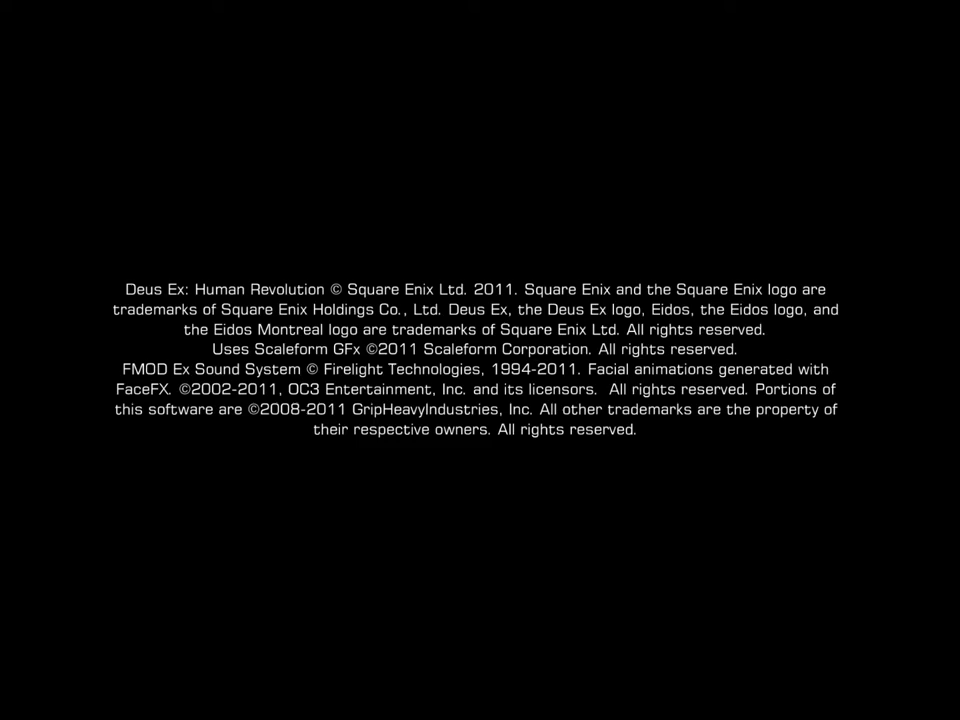 Deus Ex: Human Revolution © Square Enix Ltd. 2011. Square Enix and the Square Enix logo are
trademarks of Square Enix Holdings Co., Ltd. Deus Ex, the Deus Ex logo, Eidos, the Eidos logo, and
the Eidos Montreal logo are trademarks of Square Enix Ltd. All rights reserved.
Uses Scaleform GFx ©2011 Scaleform Corporation. All rights reserved.
FMOD Ex Sound System © Firelight Technologies, 1994-2011. Facial animations generated with
FaceFX. ©2002-2011, OC3 Entertainment, Inc. and its licensors.  All rights reserved. Portions of
this software are ©2008-2011 GripHeavyIndustries, Inc. All other trademarks are the property of
their respective owners. All rights reserved.